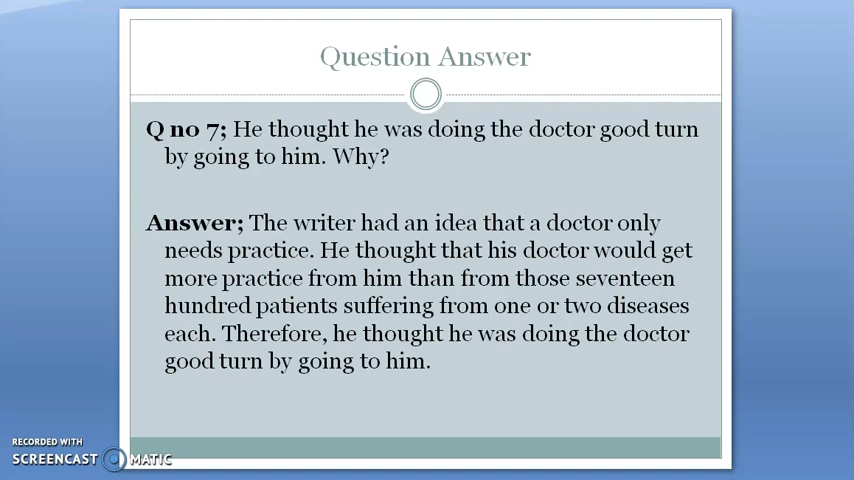 Question Answer
Q no 7; He thought he was doing the doctor good turn
by going to him. Why?
Answer; The writer had an idea that a doctor only
needs practice. He thought that his doctor would get
more practice from him than from those seventeen
hundred patients suffering from one or two diseases
each. Therefore, he thought he was doing the doctor
good turn by going to him.
RECORDED WITH
SCREENCAST MATIC